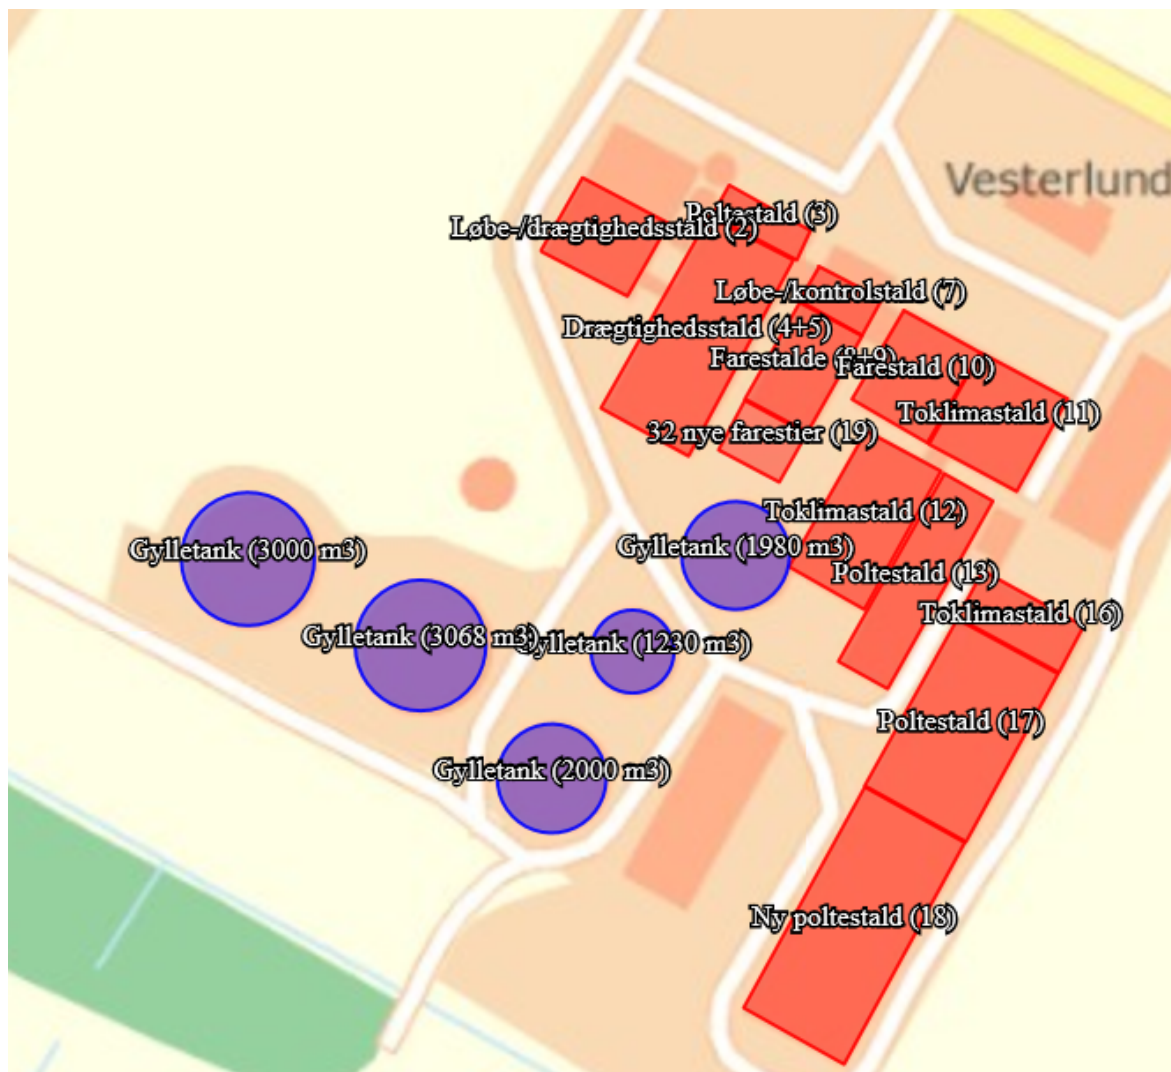 Vesterlund
Poltestald (3)
Løbe-/drægtighedsstald (2)
Løbe-/kontrolstald (7)
Drægtighedsstald (4+5)
Farestalde (8+9)
Farestald (10)
Toklimastald (11)
32 nye farestier (19)
Toklimastald (12)
Gylletank (3000 m3)
Gylletank (1980 m3)
Poltestald (13)
Toklimastald (16)
Gylletank (3068 m3)
Gylletank (1230 m3)
Poltestald (17)
Gylletank (2000 m3)
Ny poltestald (18)